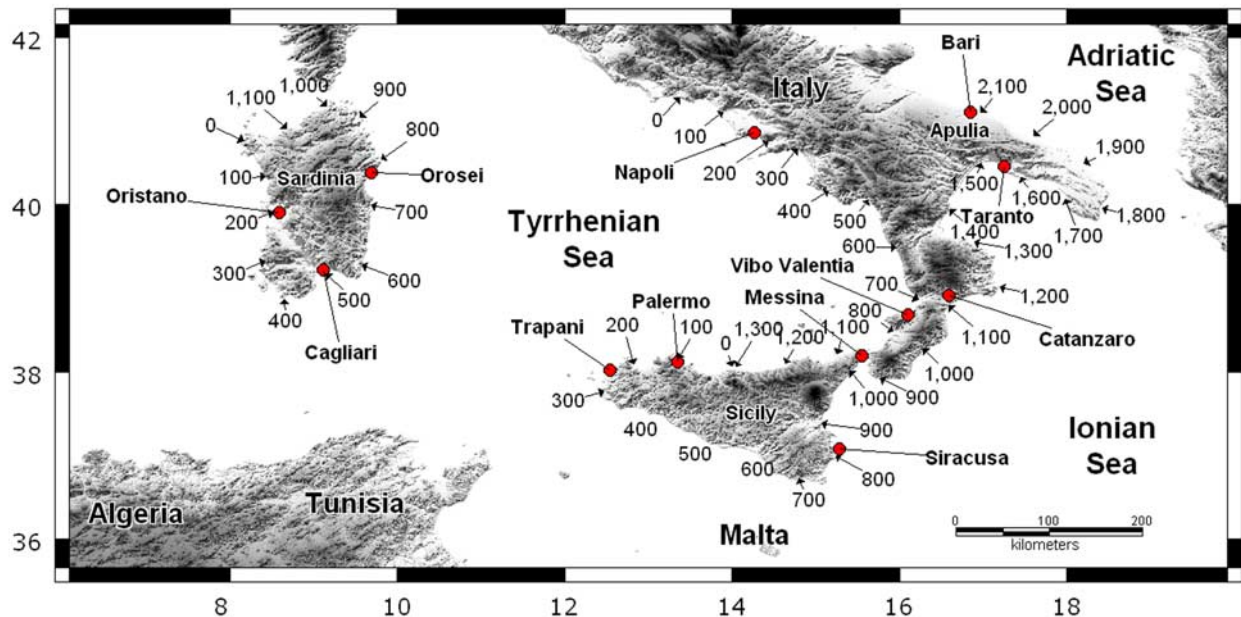 42
40
38
36
8
10
12
14
16
18
Bari
Adriatic
Sea
Italy
2,100
2,000
1,900
1,800
1,700
1,600
1,500
1,400
1,300
1,200
1,100
1,000
900
800
700
600
500
400
300
200
100
0
Apulia
Napoli
Taranto
Tyrrhenian
Sea
Vibo Valentia
Messina
Catanzaro
1,000
1,100
900
0
800
100
Sardinia
Orosei
Oristano
200
700
300
600
500
400
Cagliari
Palermo
Trapani
200
100
0
1,300
1,200
1,100
300
1,000
400
Sicily
900
500
600
800
700
Siracusa
Ionian
Sea
Algeria
Tunisia
Malta
0
100
200
kilometers